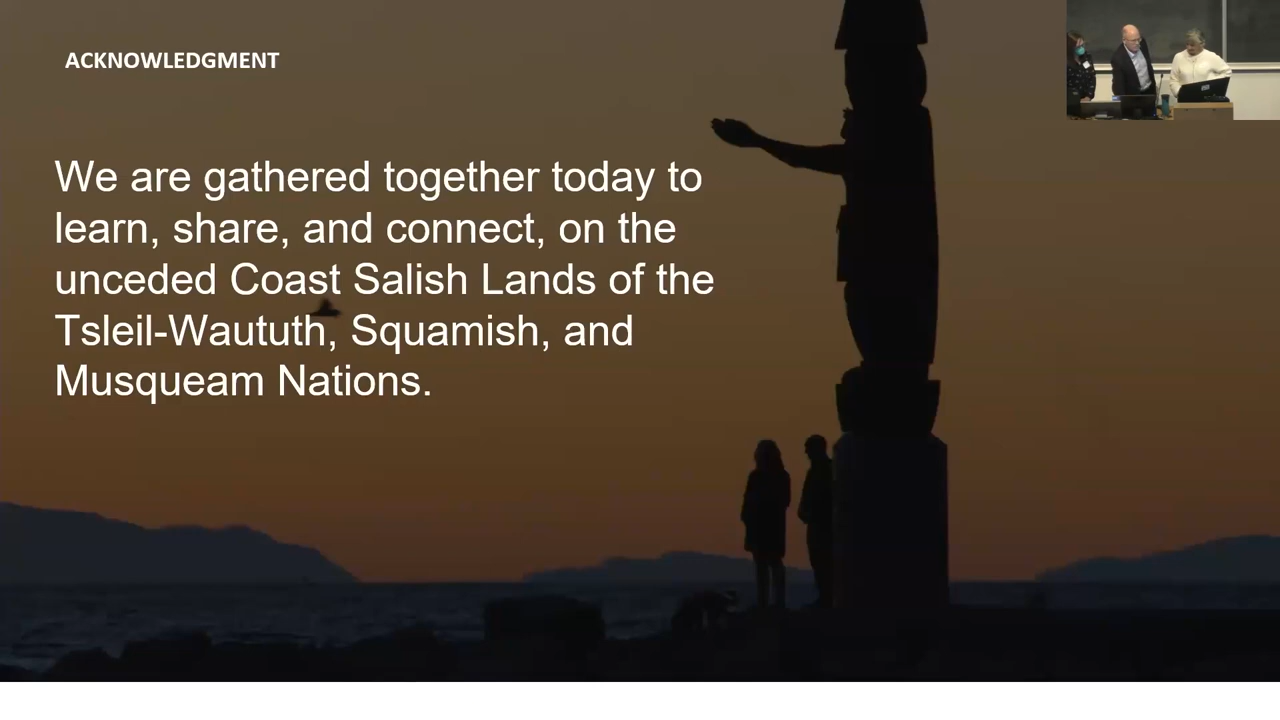 ACKNOWLEDGMENT
We are gathered together today to
learn, share, and connect, on the
unceded Coast Salish Lands of the
Tsleil-Waututh, Squamish, and
Musqueam Nations.